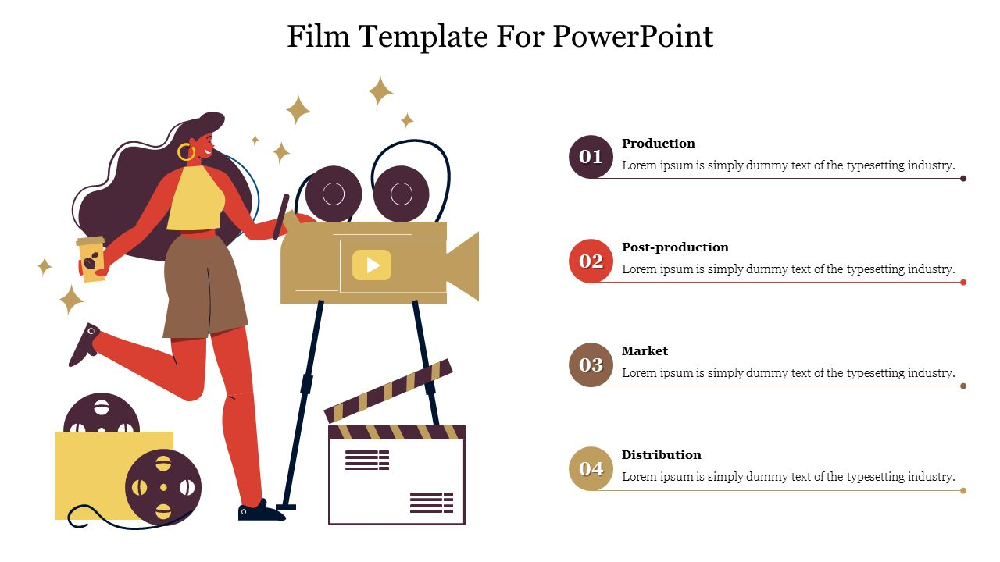 Film Template For PowerPoint
01
Production
Lorem ipsum is simply dummy text of the typesetting industry.
02
Post-production
Lorem ipsum is simply dummy text of the typesetting industry.
03
Market
Lorem ipsum is simply dummy text of the typesetting industry.
04
Distribution
Lorem ipsum is simply dummy text of the typesetting industry.